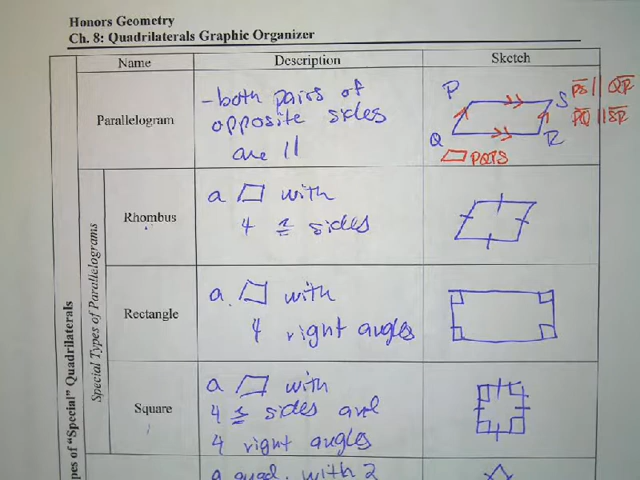 Honors Geometry
Ch. 8: Quadrilaterals Graphic Organizer
Name
Description
Sketch
Parallelogram
- both pairs of
opposite sides
are ||
P
S
Q
R
PS || QR
PQ || SR
▱ PQRS
Special Types of Parallelograms
Rhombus
a ▱ with
4 ≅ sides
Rectangle
a ▱ with
4 right angles
Square
a ▱ with
4 ≅ sides and
4 right angles
pes of "Special" Quadrilaterals
a quad. with 2